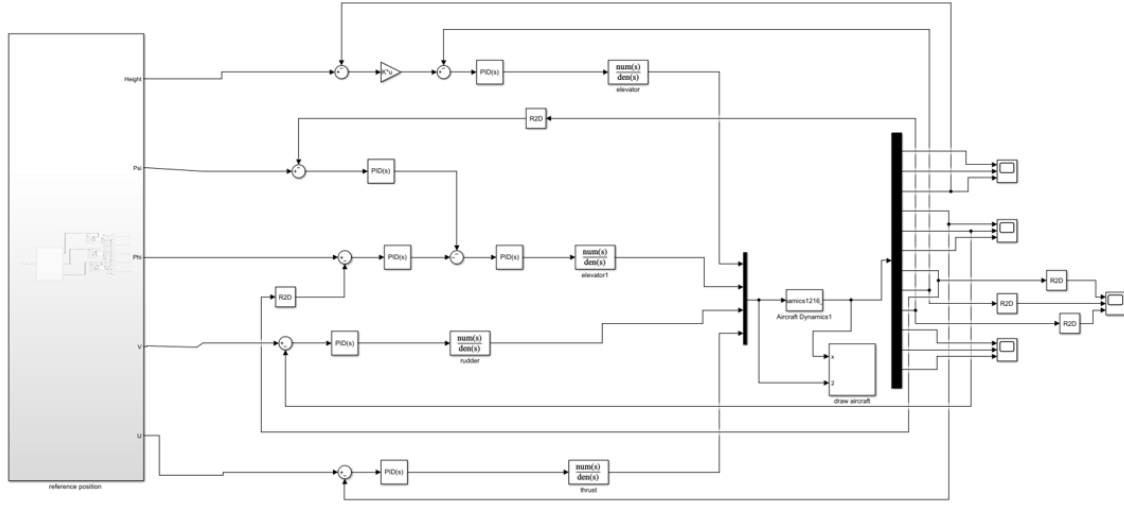 Height
K*u
PID(s)
num(s)
den(s)
elevator
R2D
Psi
PID(s)
Phi
PID(s)
PID(s)
num(s)
den(s)
elevator1
R2D
R2D
amics1216_
Aircraft Dynamics1
R2D
R2D
V
PID(s)
num(s)
den(s)
rudder
x
2
draw aircraft
U
PID(s)
num(s)
den(s)
thrust
reference position